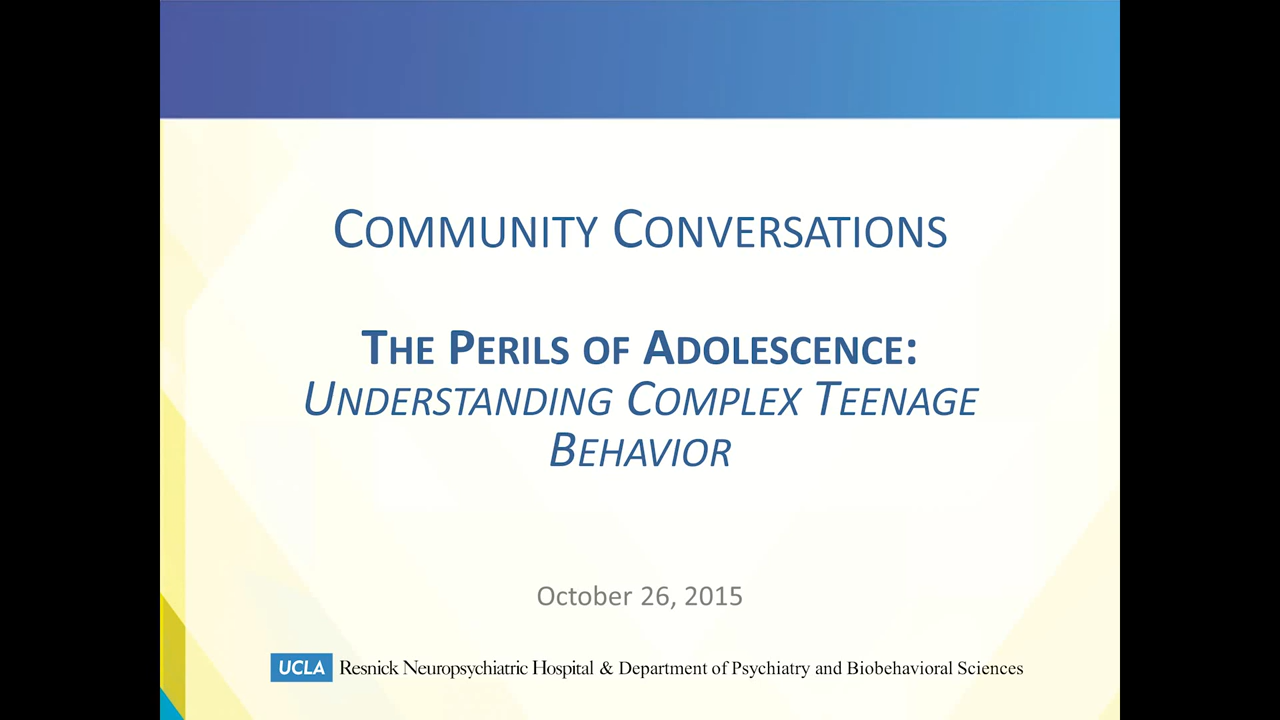 Community Conversations
The Perils of Adolescence:
Understanding Complex Teenage
Behavior
October 26, 2015
UCLA Resnick Neuropsychiatric Hospital & Department of Psychiatry and Biobehavioral Sciences